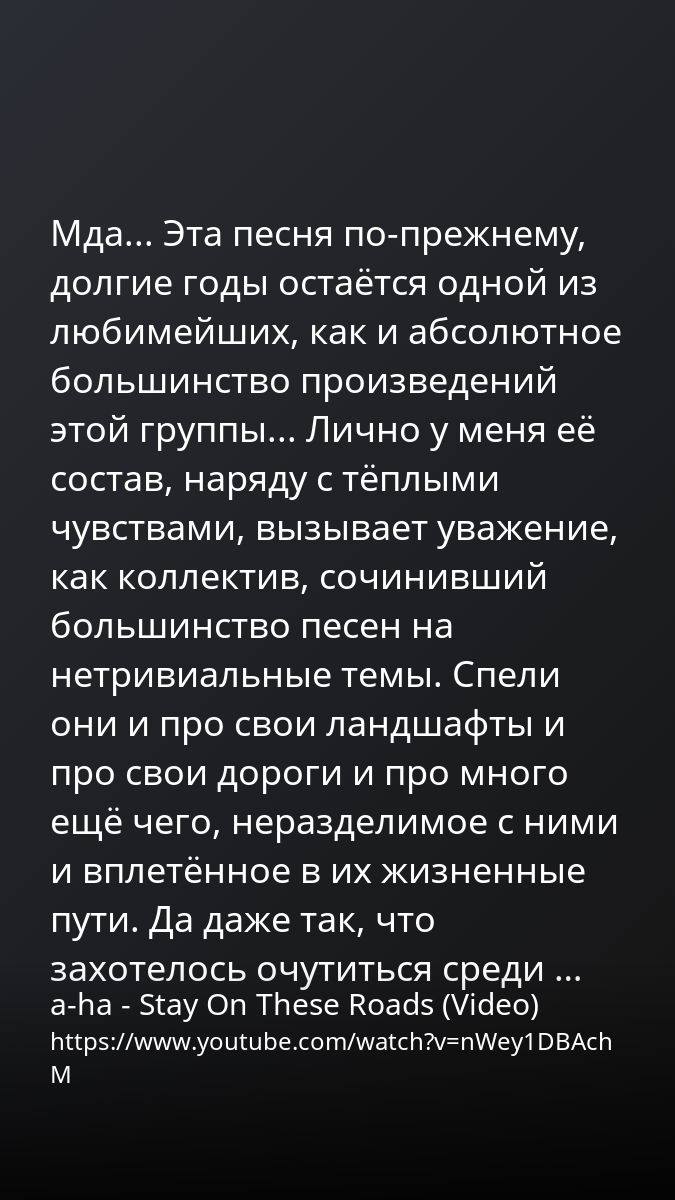 Мда... Эта песня по-прежнему,
долгие годы остаётся одной из
любимейших, как и абсолютное
большинство произведений
этой группы... Лично у меня её
состав, наряду с тёплыми
чувствами, вызывает уважение,
как коллектив, сочинивший
большинство песен на
нетривиальные темы. Спели
они и про свои ландшафты и
про свои дороги и про много
ещё чего, неразделимое с ними
и вплетённое в их жизненные
пути. Да даже так, что
захотелось очутиться среди ...
a-ha - Stay On These Roads (Video)
https://www.youtube.com/watch?v=nWey1DBAch
M